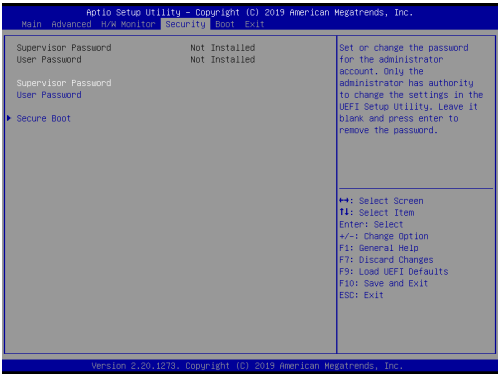 Aptio Setup Utility – Copyright (C) 2019 American Megatrends, Inc.
Main Advanced H/W Monitor Security Boot Exit
Supervisor Password Not Installed
User Password Not Installed
Supervisor Password
User Password
Secure Boot
Set or change the password
for the administrator
account. Only the
administrator has authority
to change the settings in the
UEFI Setup Utility. Leave it
blank and press enter to
remove the password.
↔: Select Screen
↑↓: Select Item
Enter: Select
+/-: Change Option
F1: General Help
F7: Discard Changes
F9: Load UEFI Defaults
F10: Save and Exit
ESC: Exit
Version 2.20.1273. Copyright (C) 2019 American Megatrends, Inc.